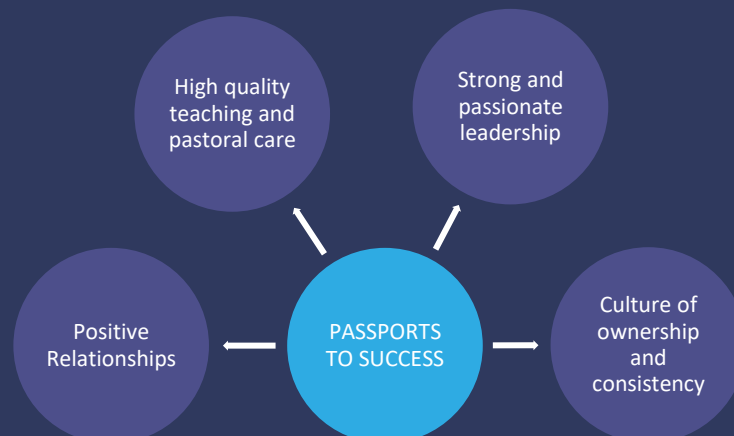 High quality
teaching and
pastoral care
Strong and
passionate
leadership
Positive
Relationships
PASSPORTS
TO SUCCESS
Culture of
ownership
and
consistency